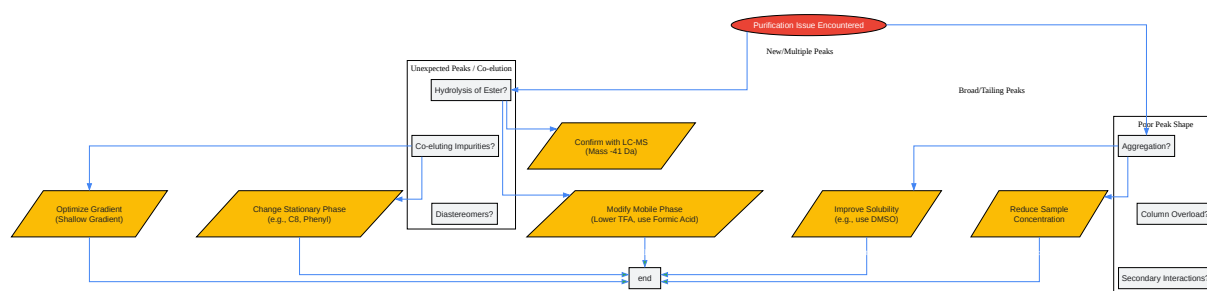 Purification Issue Encountered
New/Multiple Peaks
Unexpected Peaks / Co-elution
Hydrolysis of Ester?
Broad/Tailing Peaks
Poor Peak Shape
Confirm with LC-MS
(Mass -41 Da)
Co-eluting Impurities?
Aggregation?
Optimize Gradient
(Shallow Gradient)
Change Stationary Phase
(e.g., C8, Phenyl)
Diastereomers?
Modify Mobile Phase
(Lower TFA, use Formic Acid)
Improve Solubility
(e.g., use DMSO)
Reduce Sample
Concentration
Column Overload?
end
Secondary Interactions?